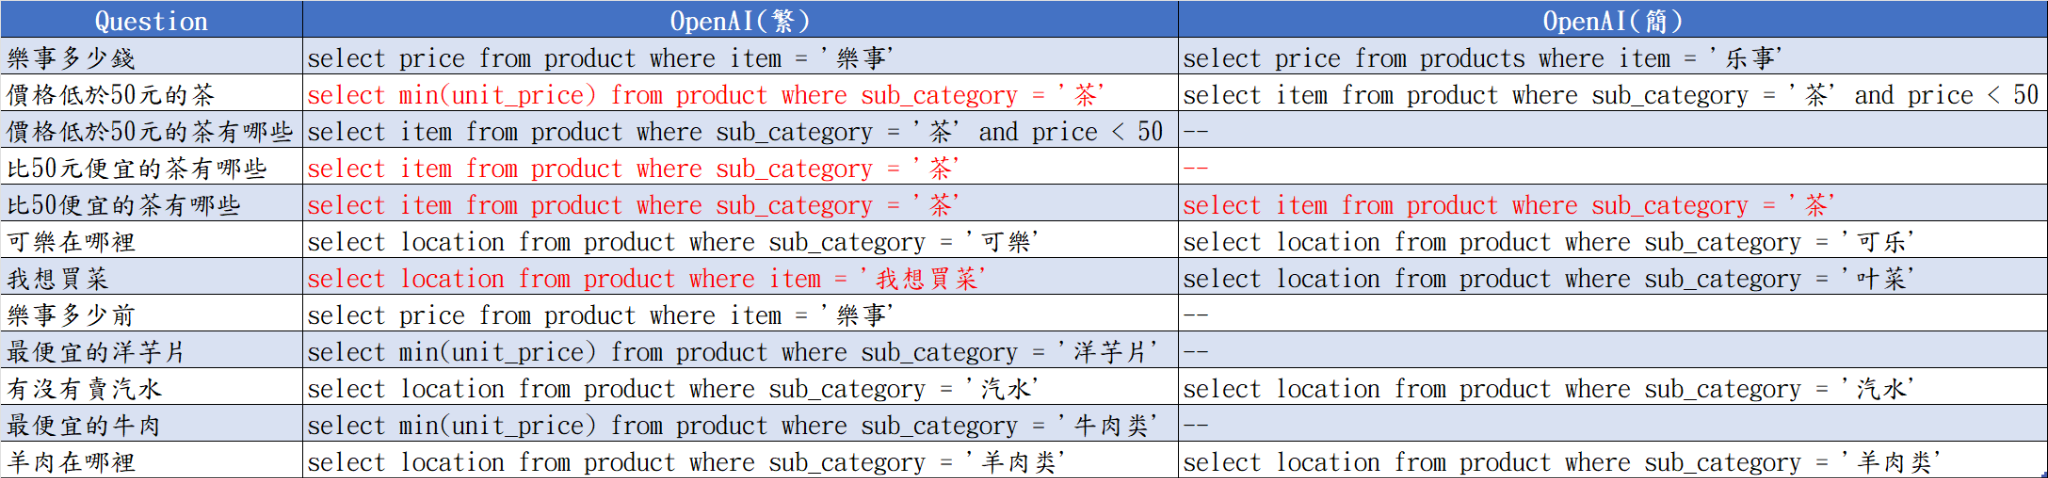 Question OpenAI(繁) OpenAI(簡)
樂事多少錢 select price from product where item = '樂事' select price from products where item = '乐事'
價格低於50元的茶 select min(unit_price) from product where sub_category = '茶' select item from product where sub_category = '茶' and price < 50
價格低於50元的茶有哪些 select item from product where sub_category = '茶' and price < 50 --
比50元便宜的茶有哪些 select item from product where sub_category = '茶' --
比50便宜的茶有哪些 select item from product where sub_category = '茶' select item from product where sub_category = '茶'
可樂在哪裡 select location from product where sub_category = '可樂' select location from product where sub_category = '可乐'
我想買菜 select location from product where item = '我想買菜' select location from product where sub_category = '叶菜'
樂事多少前 select price from product where item = '樂事' --
最便宜的洋芋片 select min(unit_price) from product where sub_category = '洋芋片' --
有沒有賣汽水 select location from product where sub_category = '汽水' select location from product where sub_category = '汽水'
最便宜的牛肉 select min(unit_price) from product where sub_category = '牛肉类' --
羊肉在哪裡 select location from product where sub_category = '羊肉类' select location from product where sub_category = '羊肉类'